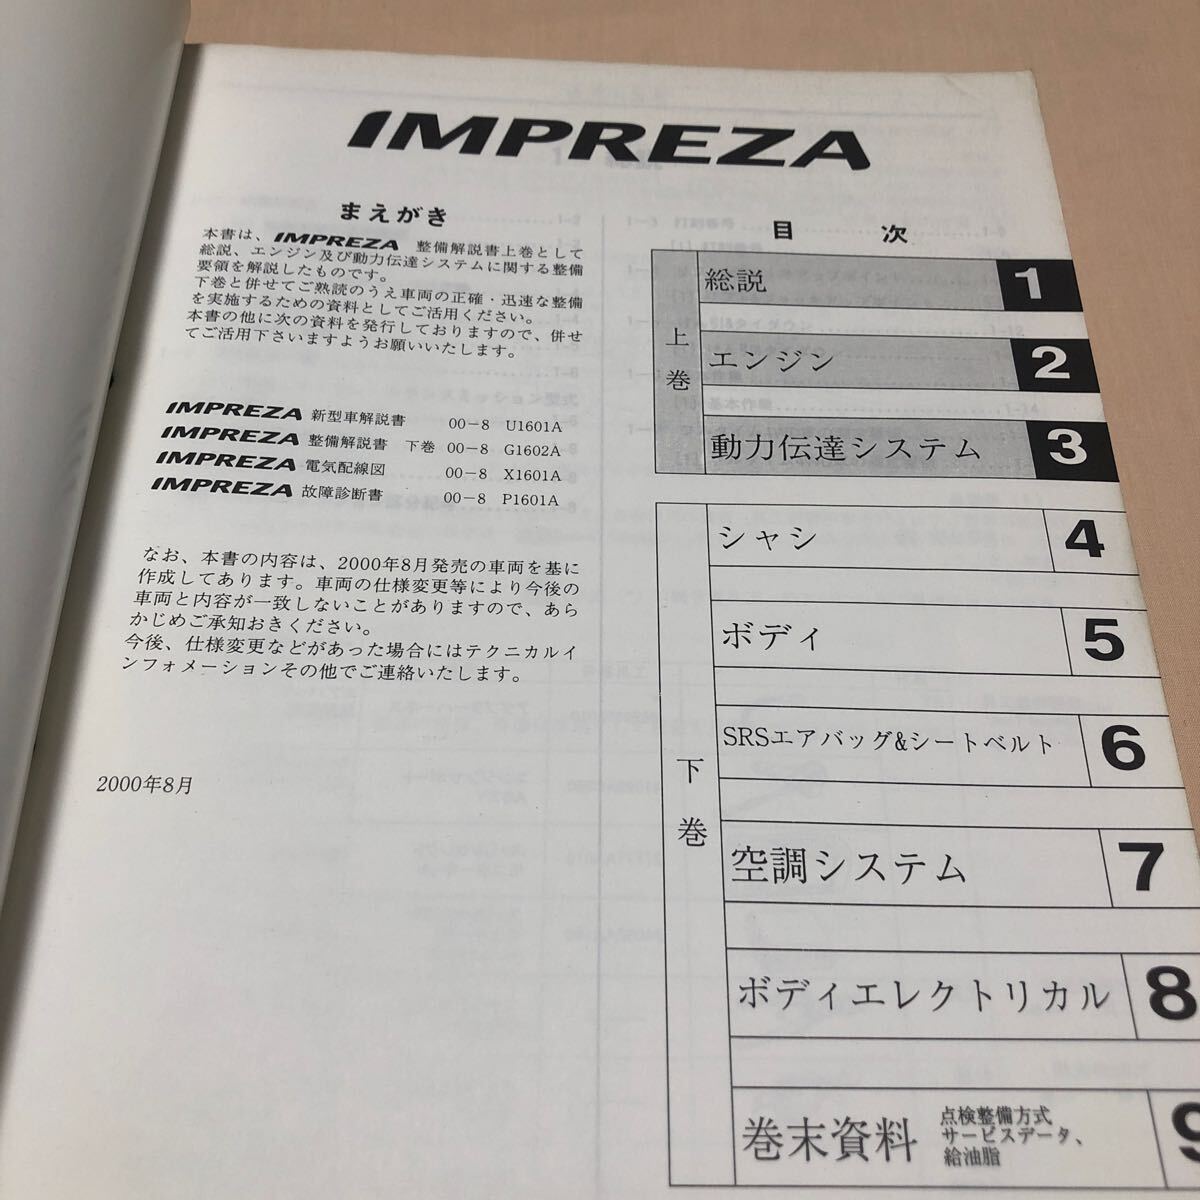 IMPREZA
まえがき
本書は、IMPREZA 整備解説書上巻として
総説、エンジン及び動力伝達システムに関する整備
要領を解説したものです。
下巻と併せてご熟読のうえ車両の正確・迅速な整備
を実施するための資料としてご活用ください。
本書の他に次の資料を発行しておりますので、併せ
てご活用下さいますようお願いいたします。
IMPREZA 新型車解説書 00-8 U1601A
IMPREZA 整備解説書 下巻 00-8 G1602A
IMPREZA 電気配線図 00-8 X1601A
IMPREZA 故障診断書 00-8 P1601A
なお、本書の内容は、2000年8月発売の車両を基に
作成してあります。車両の仕様変更等により今後の
車両と内容が一致しないことがありますので、あら
かじめご承知おきください。
今後、仕様変更などがあった場合にはテクニカルイ
ンフォメーションその他でご連絡いたします。
2000年8月
目次
上巻
総説 1
エンジン 2
動力伝達システム 3
下巻
シャシ 4
ボディ 5
SRSエアバッグ&シートベルト 6
空調システム 7
ボディエレクトリカル 8
巻末資料 点検整備方式 9
サービスデータ、
給油脂